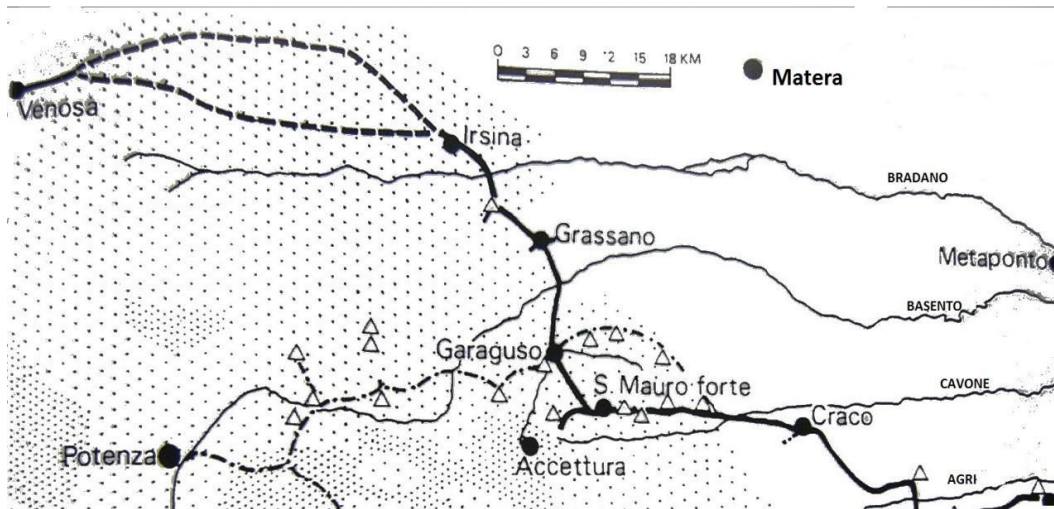 0 3 6 9 12 15 18 KM
Matera
Venosa
Irsina
BRADANO
Grassano
Metaponto
BASENTO
Garaguso
S. Mauro forte
CAVONE
Craco
Potenza
Accettura
AGRI